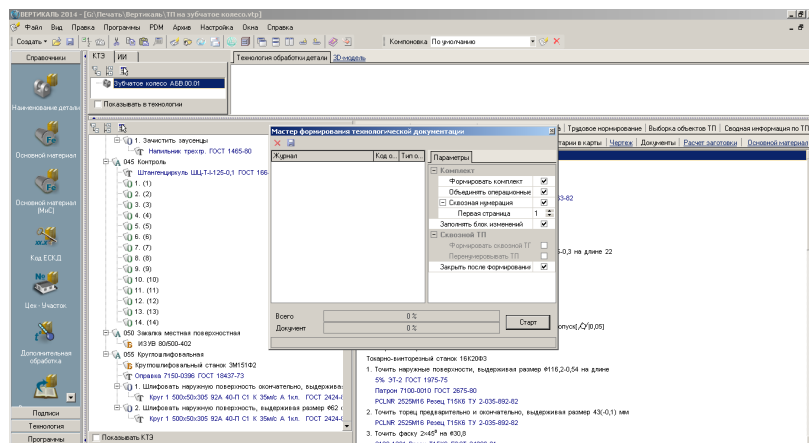 ВЕРТИКАЛЬ 2014 - [G:\Печать\Вертикаль\ТП на зубчатое колесо.vtp]
Файл Вид Правка Программы PDM Архив Настройка Окна Справка
Создать Компоновка По умолчанию
Справочники
Наименование детали
Основной материал
Основной материал (МиС)
Код ЕСКД
Цех - Участок
Дополнительная обработка
Подписи
Технология
Программы
КТЭ ИИ
Зубчатое колесо АБВ.00.01
Показывать в технологии
Технология обработки детали 3D-модель
1. Зачистить заусенцы
Напильник трехгр. ГОСТ 1465-80
045 Контроль
Штангенциркуль ШЦ-Т-I-125-0,1 ГОСТ 166-
1. (1)
2. (2)
3. (3)
4. (4)
5. (5)
6. (6)
7. (7)
8. (8)
9. (9)
10. (10)
11. (11)
12. (12)
13. (13)
14. (14)
050 Закалка местная поверхностная
ИЗУВ 80/500-402
055 Круглошлифовальная
Круглошлифовальный станок 3М151Ф2
Оправка 7150-0396 ГОСТ 18437-73
1. Шлифовать наружную поверхность окончательно, выдержива
Круг 1 500х50х305 92А 40-П С1 К 35м/с А 1кл. ГОСТ 2424-8
2. Шлифовать наружную поверхность, выдерживая размер Ф62
Круг 1 500х50х305 92А 40-П С1 К 35м/с А 1кл. ГОСТ 2424-8
Показывать КТЭ
Мастер формирования технологической документации
Журнал Код о... Тип о...
Параметры
Комплект
Формировать комплект
Объединять операционные
Сквозная нумерация
Первая страница 1
Заполнять блок изменений
Сквозной ТП
Формировать сквозной ТГ
Перенумеровывать ТП
Закрыть после формирование
Всего 0 %
Документ 0 %
Старт
Трудовое нормирование Выборка объектов ТП Сводная информация по ТП
тарии в карты Чертеж Документы Расчет заготовки Основной материал
3-82
-0,3 на длине 22
опуск[0,05]
Токарно-винторезный станок 16К20Ф3
1. Точить наружные поверхности, выдерживая размер Ф116,2-0,54 на длине
5% ЭТ-2 ГОСТ 1975-75
Патрон 7100-0010 ГОСТ 2675-80
PCLNR 2525M16 Резец Т15К6 ТУ 2-035-892-82
2. Точить торец предварительно и окончательно, выдерживая размер 43(-0,1) мм
PCLNR 2525M16 Резец Т15К6 ТУ 2-035-892-82
3. Точить фаску 2×45° на Ф30,8